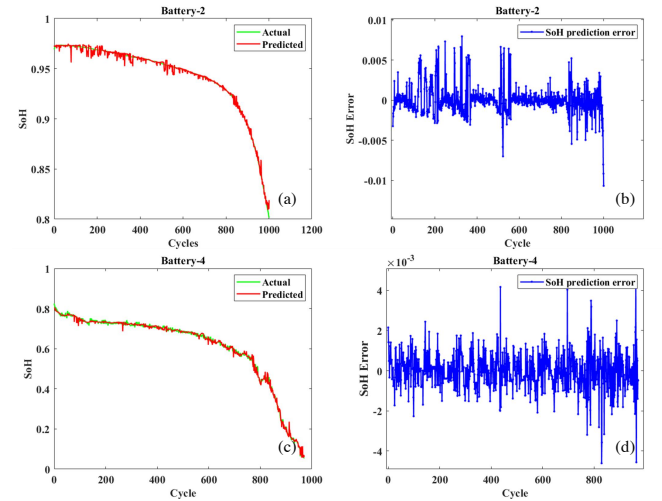 Battery-2
1
0.95
0.9
0.85
0.8
SoH
Actual
Predicted
(a)
0 200 400 600 800 1000 1200
Cycles
Battery-2
0.01
0.005
0
-0.005
-0.01
SoH Error
SoH prediction error
(b)
0 200 400 600 800 1000
Cycle
Battery-4
1
0.8
0.6
0.4
0.2
0
SoH
Actual
Predicted
(c)
0 200 400 600 800 1000
Cycle
Battery-4
×10⁻³
4
2
0
-2
-4
SoH Error
SoH prediction error
(d)
0 200 400 600 800
Cycle